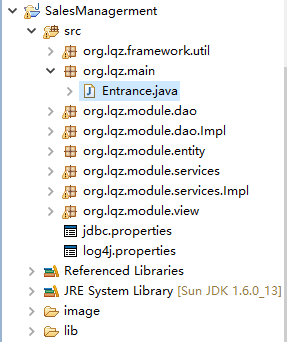 SalesManagerment
src
org.lqz.framework.util
org.lqz.main
Entrance.java
org.lqz.module.dao
org.lqz.module.dao.Impl
org.lqz.module.entity
org.lqz.module.services
org.lqz.module.services.Impl
org.lqz.module.view
jdbc.properties
log4j.properties
Referenced Libraries
JRE System Library [Sun JDK 1.6.0_13]
image
lib